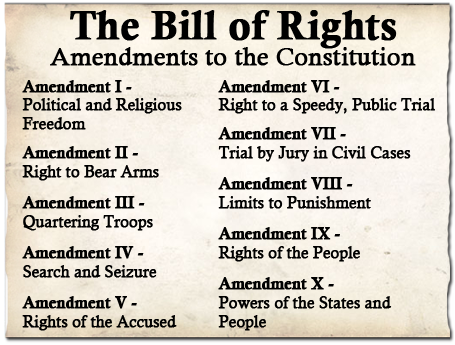 The Bill of Rights
Amendments to the Constitution
Amendment I -
Political and Religious
Freedom
Amendment II -
Right to Bear Arms
Amendment III -
Quartering Troops
Amendment IV -
Search and Seizure
Amendment V -
Rights of the Accused
Amendment VI -
Right to a Speedy, Public Trial
Amendment VII -
Trial by Jury in Civil Cases
Amendment VIII -
Limits to Punishment
Amendment IX -
Rights of the People
Amendment X -
Powers of the States and
People